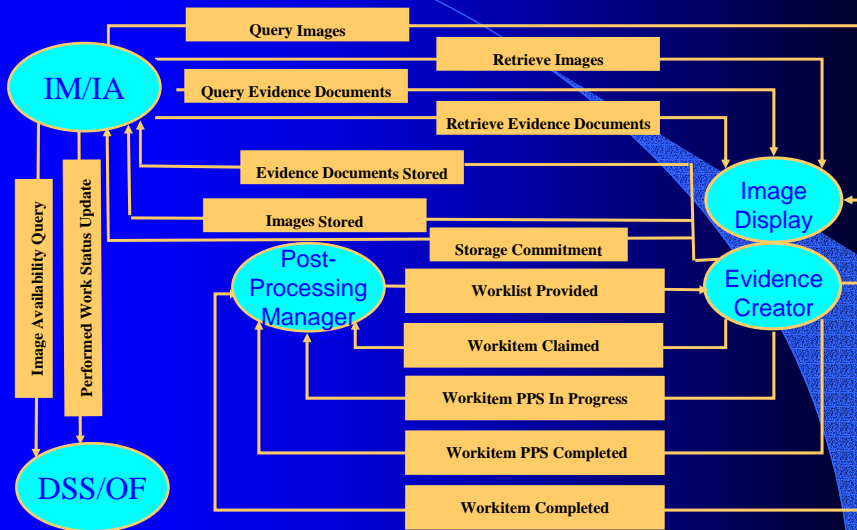 Query Images
Retrieve Images
IM/IA
Query Evidence Documents
Retrieve Evidence Documents
Evidence Documents Stored
Images Stored
Storage Commitment
Image
Display
Image Availability Query
Performed Work Status Update
Post-
Processing
Manager
Evidence
Creator
Worklist Provided
Workitem Claimed
Workitem PPS In Progress
Workitem PPS Completed
Workitem Completed
DSS/OF